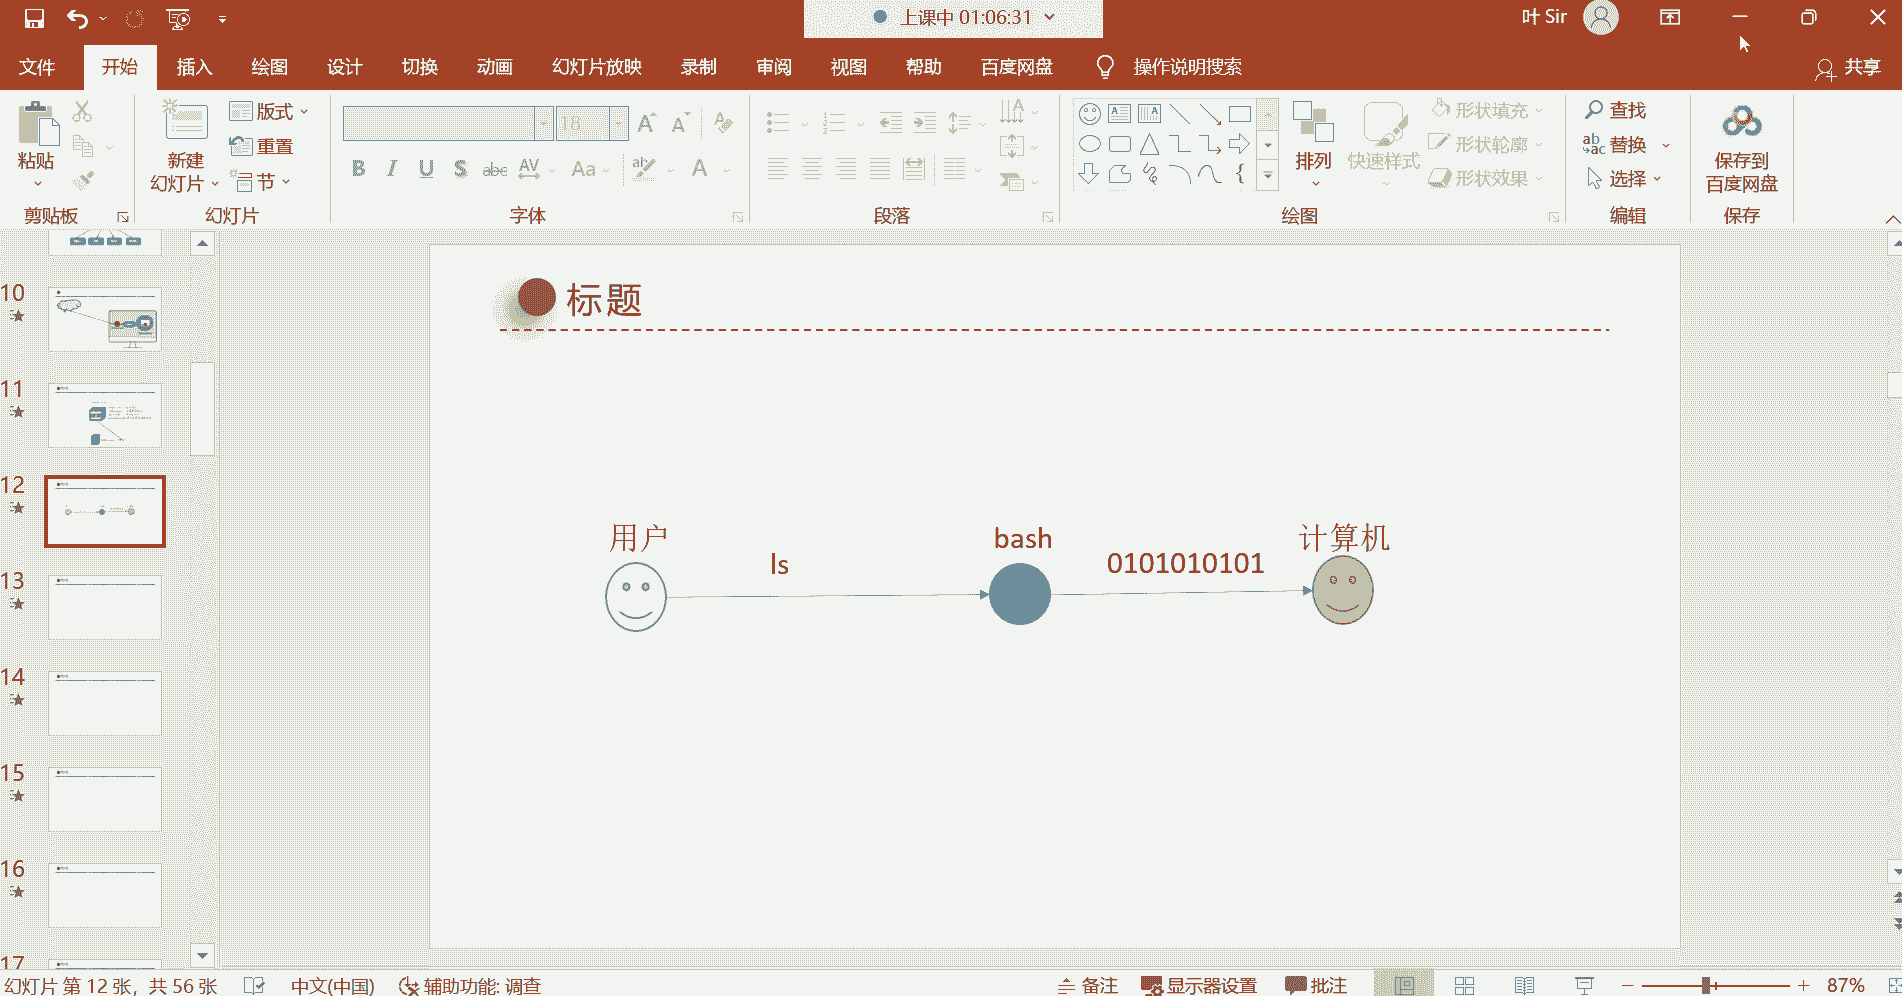 上课中 01:06:31
叶 Sir
文件 开始 插入 绘图 设计 切换 动画 幻灯片放映 录制 审阅 视图 帮助 百度网盘 操作说明搜索 共享
粘贴
剪贴板
新建
幻灯片
版式
重置
节
幻灯片
18
B I U S abc AV Aa A
字体
段落
排列
快速样式
形状填充
形状轮廓
形状效果
绘图
查找
替换
选择
编辑
保存到
百度网盘
保存
10
11
12
13
14
15
16
17
标题
用户
ls
bash
0101010101
计算机
幻灯片 第 12 张，共 56 张 中文(中国) 辅助功能: 调查 备注 显示器设置 批注 87%